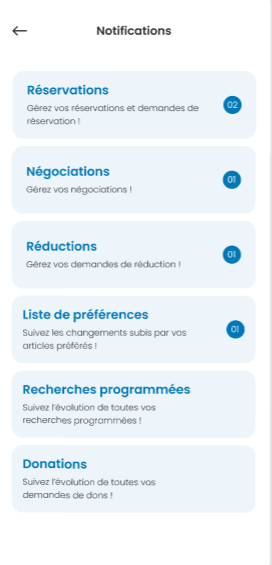 Notifications
Réservations
Gérez vos réservations et demandes de
réservation !
02
Négociations
Gérez vos négociations !
01
Réductions
Gérez vos demandes de réduction !
01
Liste de préférences
Suivez les changements subis par vos
articles préférés !
01
Recherches programmées
Suivez l'évolution de toutes vos
recherches programmées !
Donations
Suivez l'évolution de toutes vos
demandes de dons !